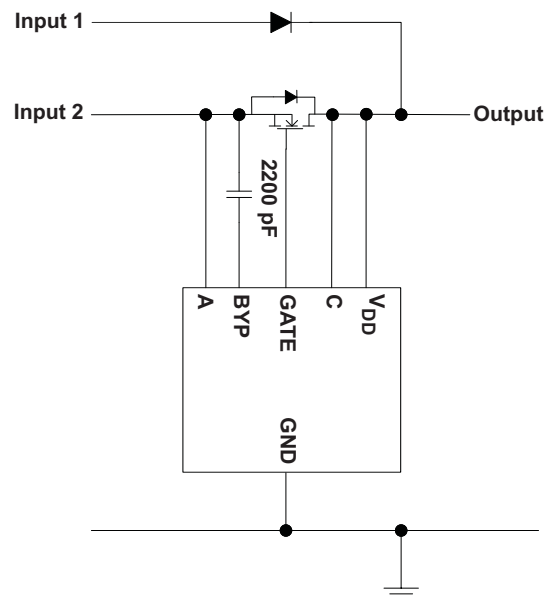 Input 1
Input 2
Output
2200 pF
A
BYP
GATE
C
VDD
GND